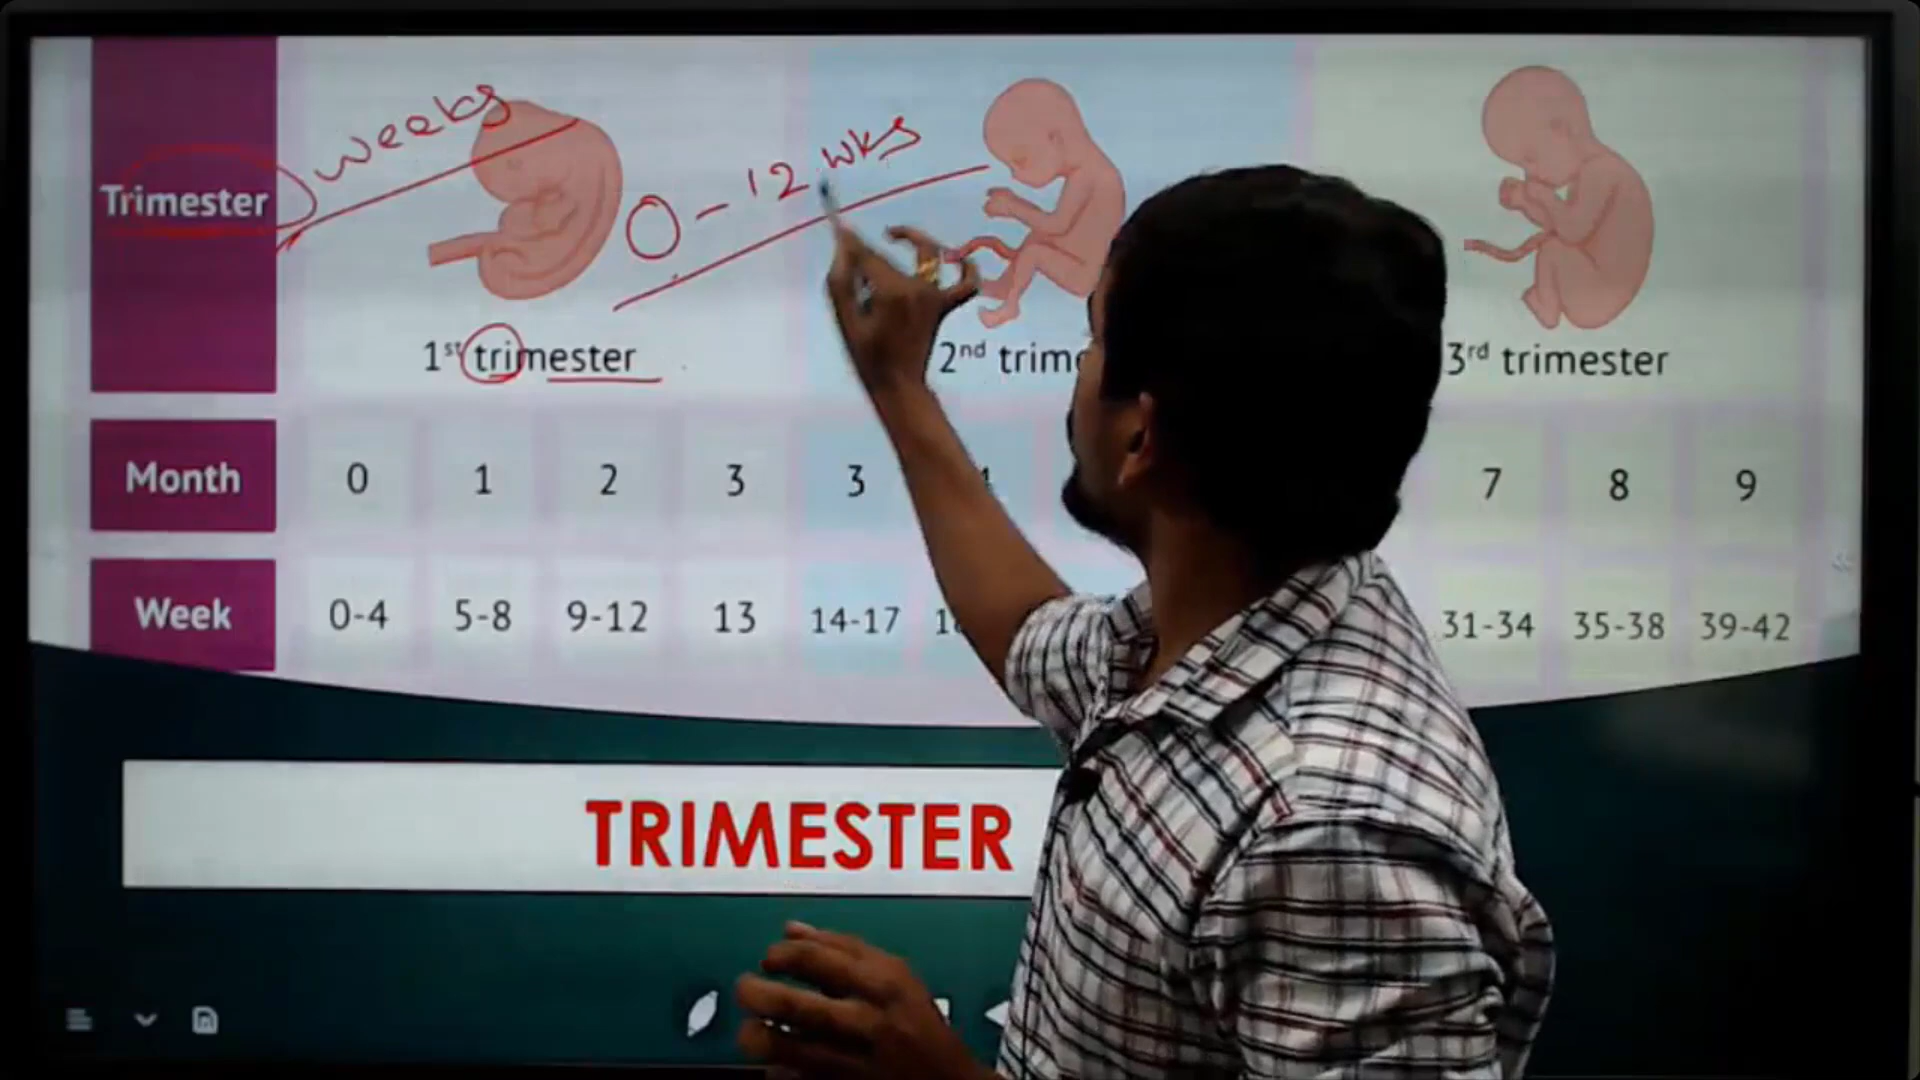 weeks
0-12 wks
Trimester
1st trimester
2nd
3rd trimester
Month 0 1 2 3 3 7 8 9
Week 0-4 5-8 9-12 13 14-17 31-34 35-38 39-42
TRIMESTER